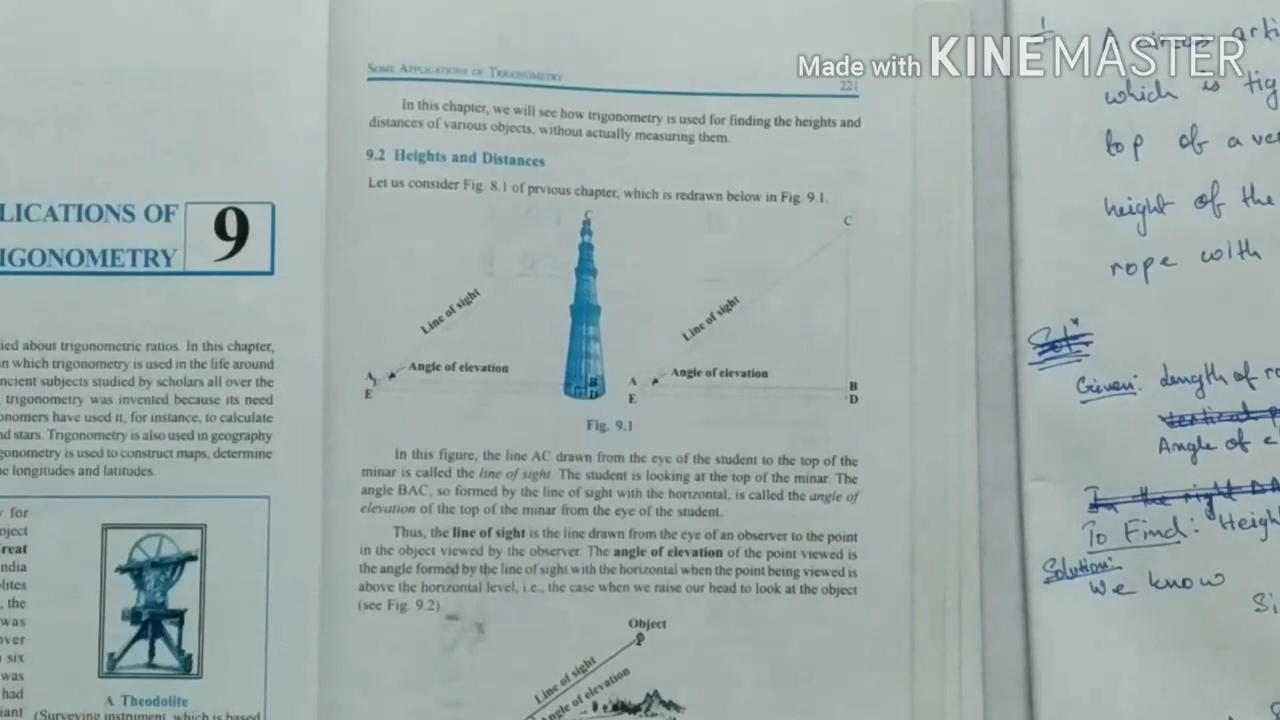 Made with KINEMASTER
LICATIONS OF
IGONOMETRY
9
ied about trigonometric ratios. In this chapter,
n which trigonometry is used in the life around
ncient subjects studied by scholars all over the
trigonometry was invented because its need
onomers have used it, for instance, to calculate
nd stars. Trigonometry is also used in geography
gonometry is used to construct maps, determine
e longitudes and latitudes.
for
oject
reat
ndia
lites
, the
was
over
six
was
had
iant
A Theodolite
(Surveying instrument, which is based
SOME APPLICATIONS OF TRIGONOMETRY
221
In this chapter, we will see how trigonometry is used for finding the heights and
distances of various objects, without actually measuring them.
9.2 Heights and Distances
Let us consider Fig. 8.1 of prvious chapter, which is redrawn below in Fig. 9.1.
C
Line of sight
A
Angle of elevation
E
B
D
C
Line of sight
A
Angle of elevation
E
B
D
Fig. 9.1
In this figure, the line AC drawn from the eye of the student to the top of the
minar is called the line of sight. The student is looking at the top of the minar. The
angle BAC, so formed by the line of sight with the horizontal, is called the angle of
elevation of the top of the minar from the eye of the student.
Thus, the line of sight is the line drawn from the eye of an observer to the point
in the object viewed by the observer. The angle of elevation of the point viewed is
the angle formed by the line of sight with the horizontal when the point being viewed is
above the horizontal level, i.e., the case when we raise our head to look at the object
(see Fig. 9.2).
Object
Line of sight
Angle of elevation
A circus arti
which is tig
top of a ver
height of the
rope with
Given: Length of ro
Angle of e
To Find: Heigh
Solution:
We know
Si